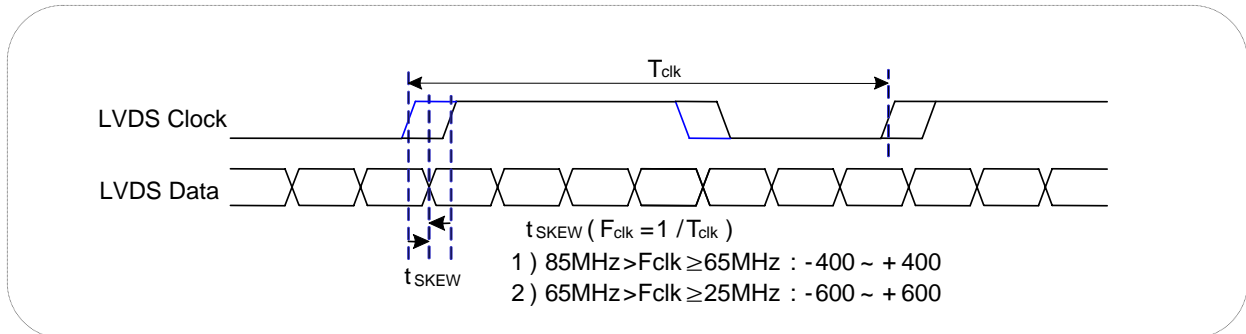 Tclk
LVDS Clock
LVDS Data
tSKEW ( Fclk = 1 / Tclk )
1 ) 85MHz>Fclk ≥65MHz : -400 ~ +400
tSKEW
2 ) 65MHz>Fclk ≥25MHz : -600 ~ +600